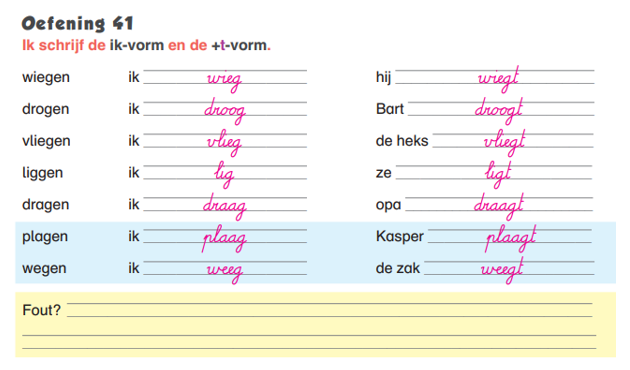 Oefening 41
Ik schrijf de ik-vorm en de +t-vorm.
wiegen ik wieg hij wiegt
drogen ik droog Bart droogt
vliegen ik vlieg de heks vliegt
liggen ik lig ze ligt
dragen ik draag opa draagt
plagen ik plaag Kasper plaagt
wegen ik weeg de zak weegt
Fout?